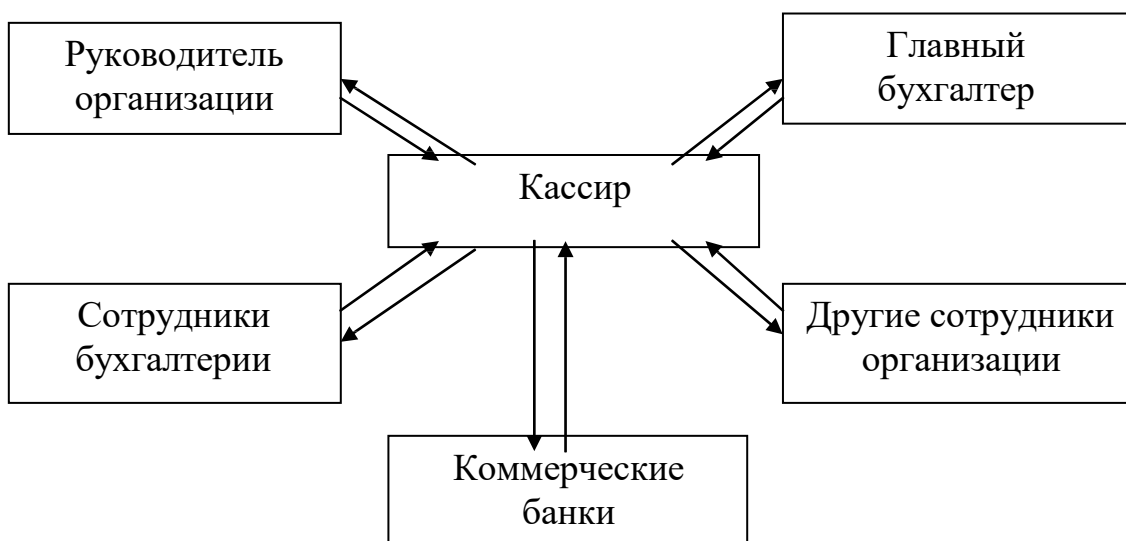 Руководитель
организации
Главный
бухгалтер
Кассир
Сотрудники
бухгалтерии
Другие сотрудники
организации
Коммерческие
банки